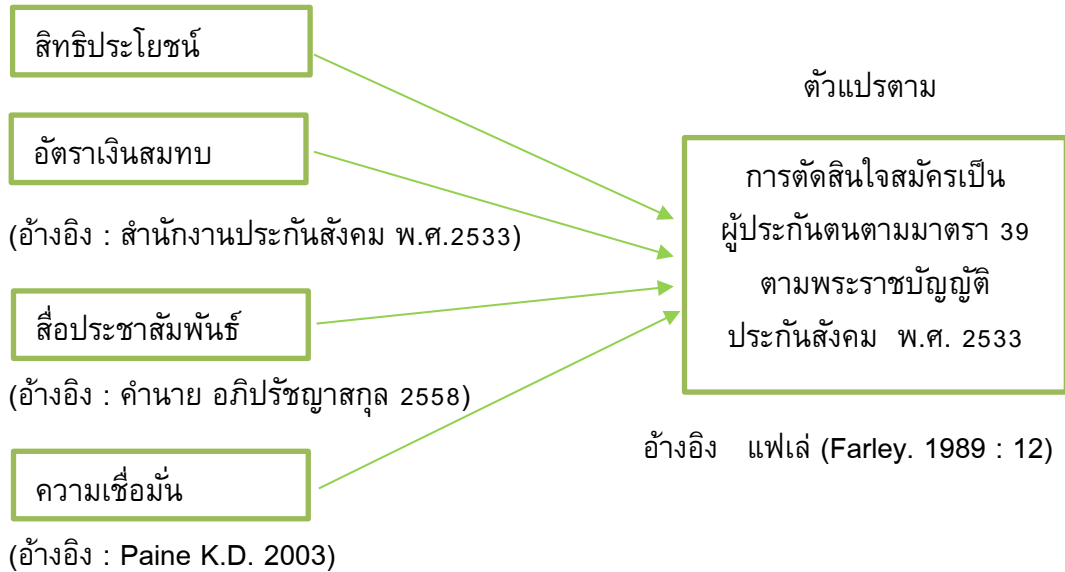 สิทธิประโยชน์
อัตราเงินสมทบ
(อ้างอิง : สำนักงานประกันสังคม พ.ศ.2533)
สื่อประชาสัมพันธ์
(อ้างอิง : คำนาย อภิปรัชญาสกุล 2558)
ความเชื่อมั่น
(อ้างอิง : Paine K.D. 2003)
ตัวแปรตาม
การตัดสินใจสมัครเป็น
ผู้ประกันตนตามมาตรา 39
ตามพระราชบัญญัติ
ประกันสังคม พ.ศ. 2533
อ้างอิง แฟเล่ (Farley. 1989 : 12)